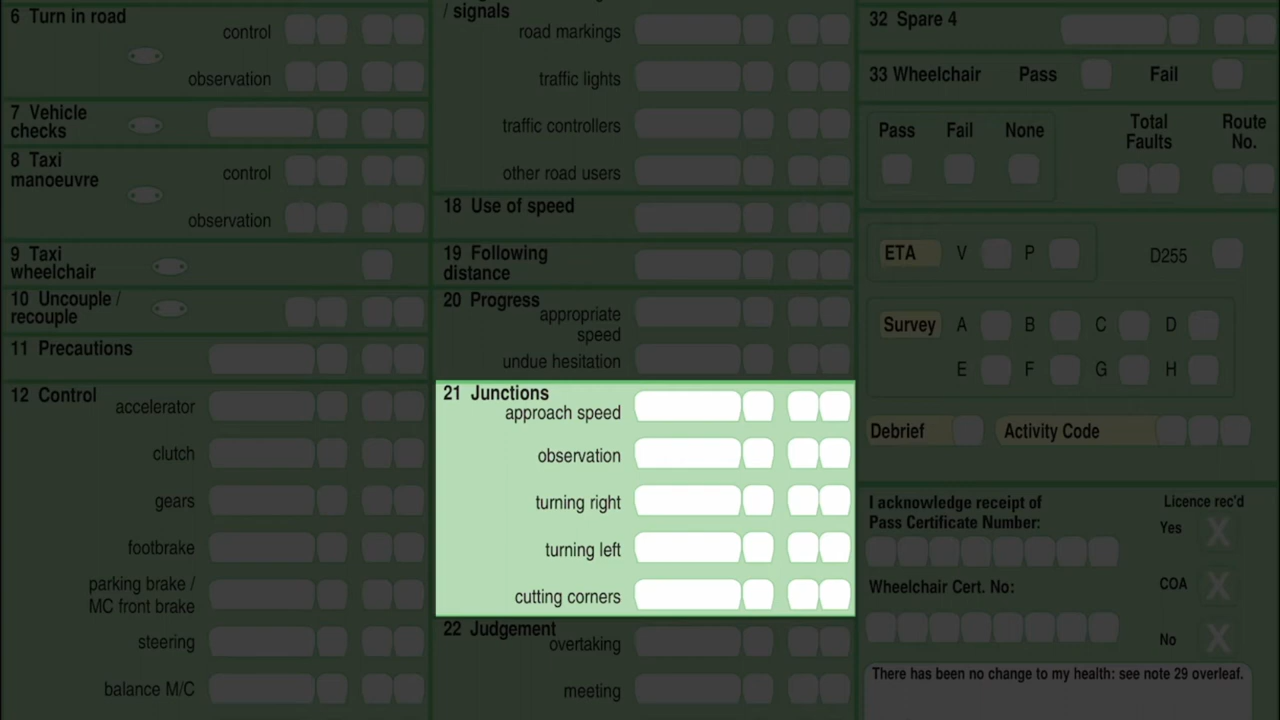 6 Turn in road
control
observation
7 Vehicle
checks
8 Taxi
manoeuvre
control
observation
9 Taxi
wheelchair
10 Uncouple /
recouple
11 Precautions
12 Control
accelerator
clutch
gears
footbrake
parking brake /
MC front brake
steering
balance M/C
/ signals
road markings
traffic lights
traffic controllers
other road users
18 Use of speed
19 Following
distance
20 Progress
appropriate
speed
undue hesitation
21 Junctions
approach speed
observation
turning right
turning left
cutting corners
22 Judgement
overtaking
meeting
32 Spare 4
33 Wheelchair Pass Fail
Pass Fail None
Total
Faults
Route
No.
ETA V P D255
Survey A B C D
E F G H
Debrief Activity Code
I acknowledge receipt of
Pass Certificate Number:
Licence rec'd
Yes X
Wheelchair Cert. No:
COA X
No X
There has been no change to my health: see note 29 overleaf.